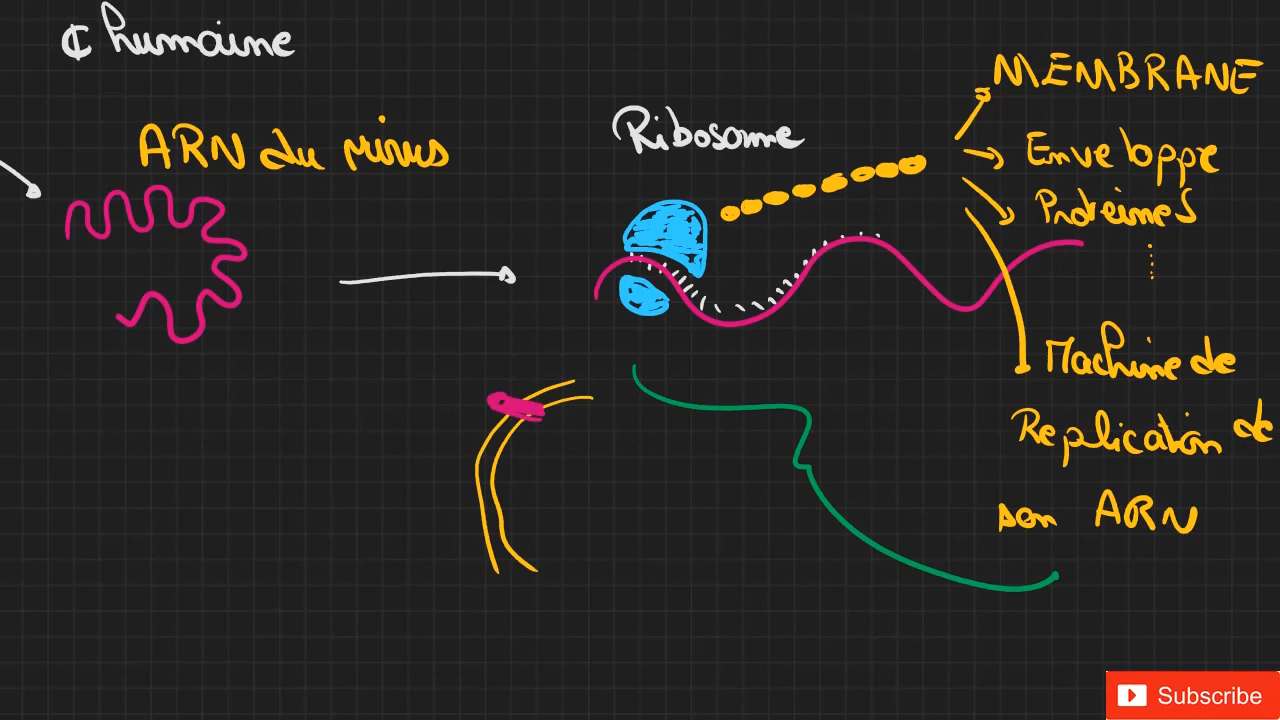 ¢ humaine
ARN du virus
Ribosome
MEMBRANE
Enveloppe
Protéines
Machine de
Replication de
son ARN
Subscribe